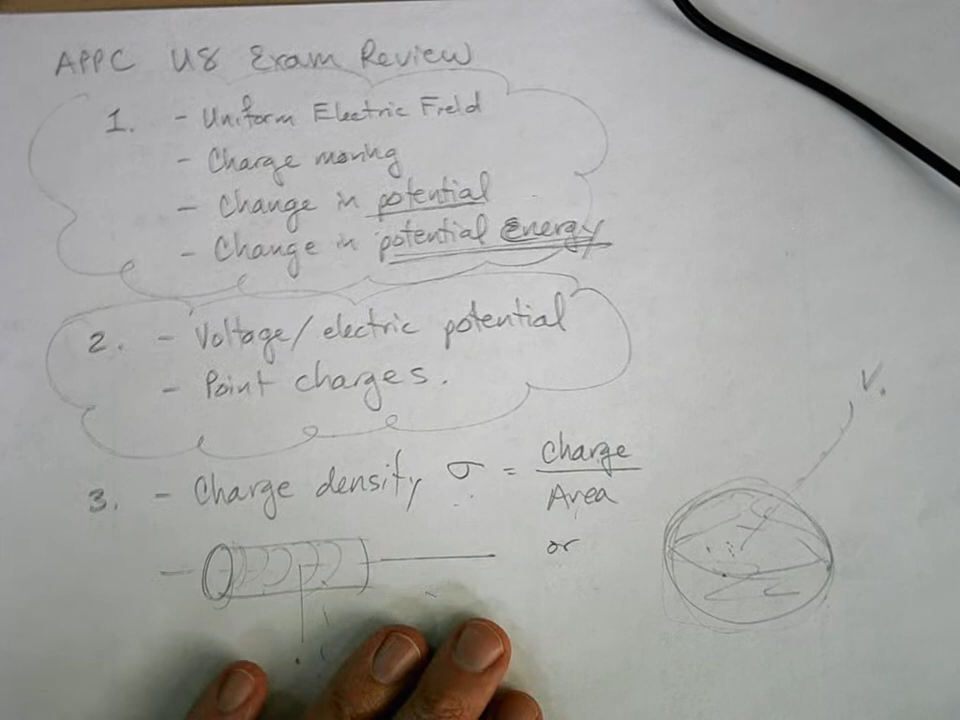 APPC U8 Exam Review
1. - Uniform Electric Field
- Charge moving
- Change in potential
- Change in potential Energy
2. - Voltage/electric potential
- Point charges.
3. - Charge density σ = Charge
Area
or
V.